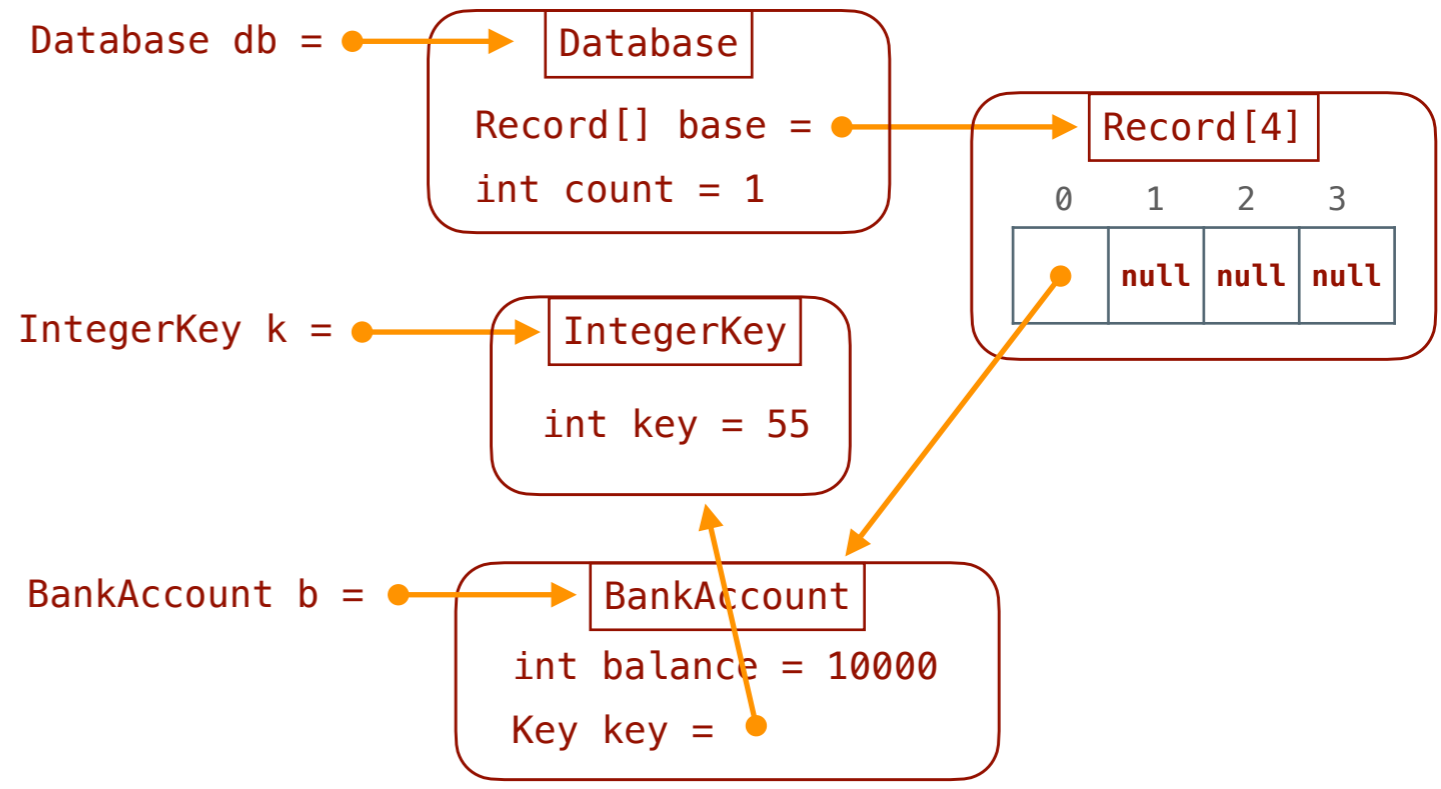 Database db =
Database
Record[] base =
int count = 1
Record[4]
0 1 2 3
null null null
IntegerKey k =
IntegerKey
int key = 55
BankAccount b =
BankAccount
int balance = 10000
Key key =